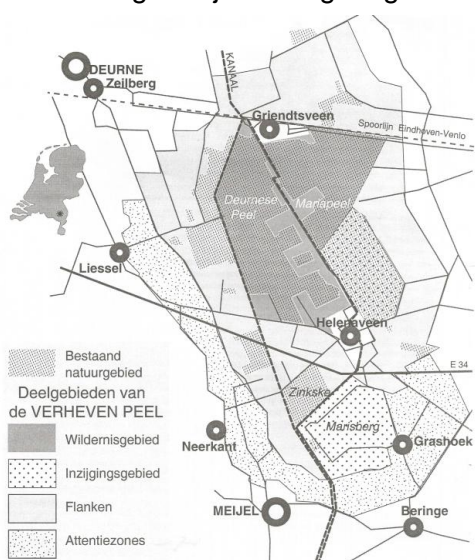 KANAAL
DEURNE
Zeilberg
Griendtsveen
Spoorlijn Eindhoven-Venlo
Deurnese
Peel
Mariapeel
Liessel
Helenaveen
E 34
Bestaand
natuurgebied
Deelgebieden van
de VERHEVEN PEEL
Zinkske
Marisberg
Wildernisgebied
Neerkant
Grashoek
Inzijgingsgebied
Flanken
MEIJEL
Beringe
Attentiezones